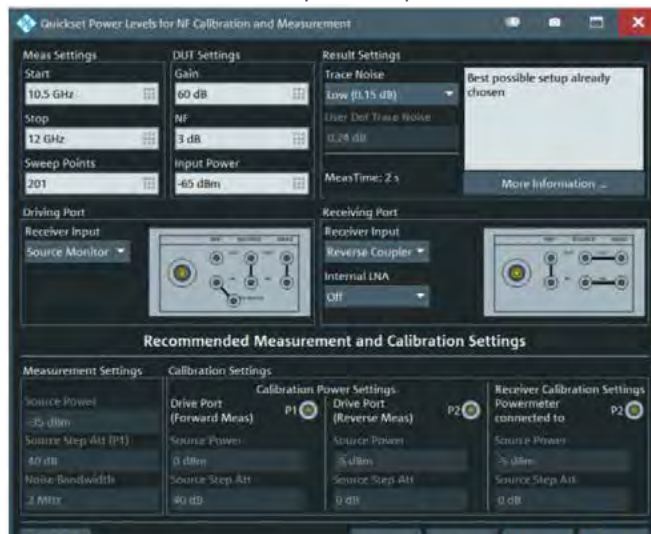 Quickset Power Levels for NF Calibration and Measurement
Meas Settings
Start
10.5 GHz
Stop
12 GHz
Sweep Points
201
DUT Settings
Gain
60 dB
NF
3 dB
Input Power
-65 dBm
Result Settings
Trace Noise
Low (0.15 dB)
User Def Trace Noise
0.24 dB
MeasTime: 2 s
Best possible setup already
chosen
More Information ...
Driving Port
Receiver Input
Source Monitor
Receiving Port
Receiver Input
Reverse Coupler
Internal LNA
Off
Recommended Measurement and Calibration Settings
Measurement Settings
Source Power
-35 dBm
Source Step Att (P1)
40 dB
Noise Bandwidth
2 MHz
Calibration Settings
Calibration Power Settings
Drive Port
(Forward Meas)
P1
Source Power
0 dBm
Source Step Att
40 dB
Drive Port
(Reverse Meas)
P2
Source Power
-5 dBm
Source Step Att
0 dB
Receiver Calibration Settings
Powermeter
connected to
P2
Source Power
-5 dBm
Source Step Att
0 dB